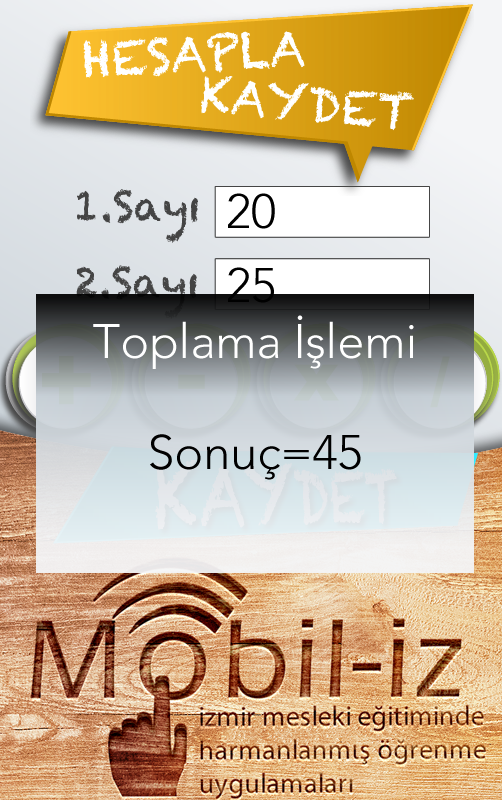 HESAPLA
KAYDET
1.Sayı 20
2.Sayı 25
Toplama İşlemi
Sonuç=45
KAYDET
Mobil-iz
izmir mesleki eğitiminde
harmanlanmış öğrenme
uygulamaları